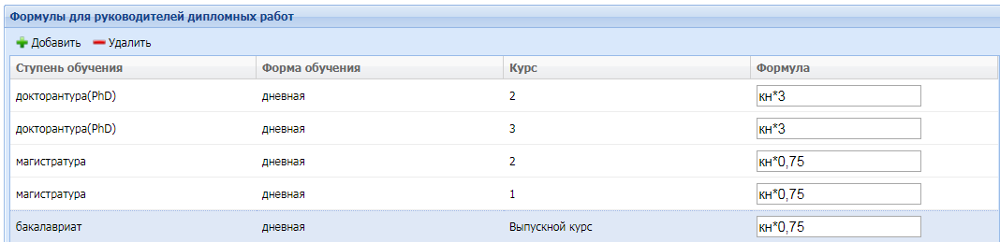 Формулы для руководителей дипломных работ
Добавить Удалить
Ступень обучения Форма обучения Курс Формула
докторантура(PhD) дневная 2 кн*3
докторантура(PhD) дневная 3 кн*3
магистратура дневная 2 кн*0,75
магистратура дневная 1 кн*0,75
бакалавриат дневная Выпускной курс кн*0,75